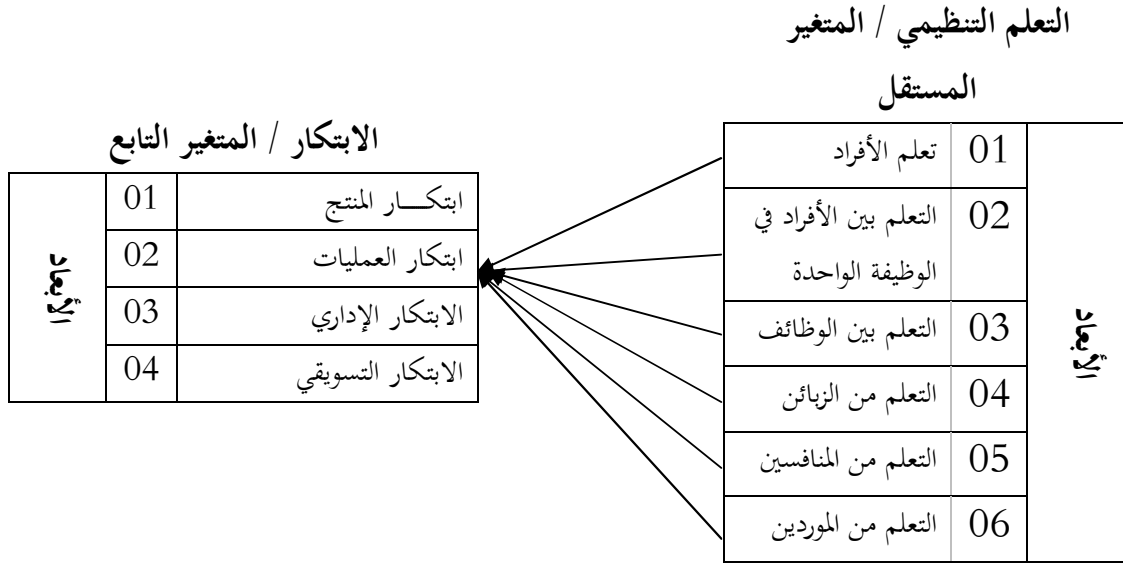 التعلم التنظيمي / المتغير
المستقل
الأبعاد
01 تعلم الأفراد
02 التعلم بين الأفراد في
الوظيفة الواحدة
03 التعلم بين الوظائف
04 التعلم من الزبائن
05 التعلم من المنافسين
06 التعلم من الموردين
الابتكار / المتغير التابع
ابتكـــار المنتج 01
ابتكار العمليات 02
الابتكار الإداري 03
الابتكار التسويقي 04
الأبعاد